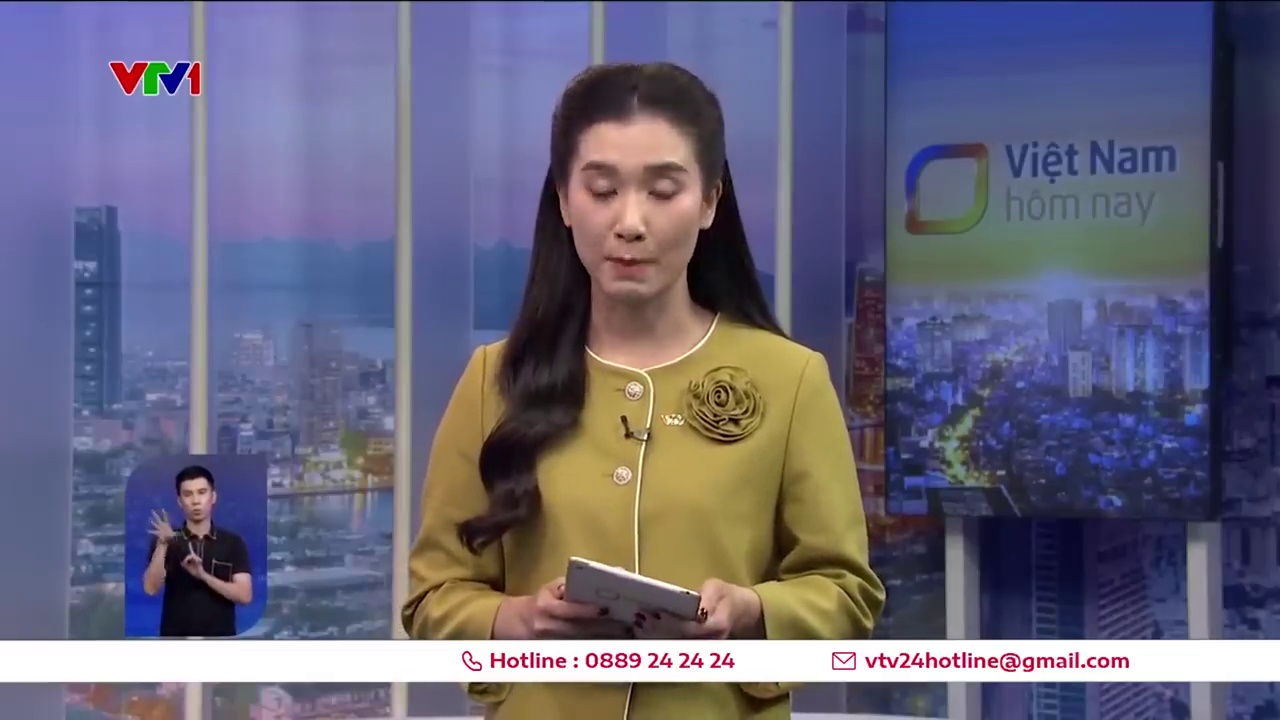 VTV1
Việt Nam
hôm nay
Hotline : 0889 24 24 24
vtv24hotline@gmail.com